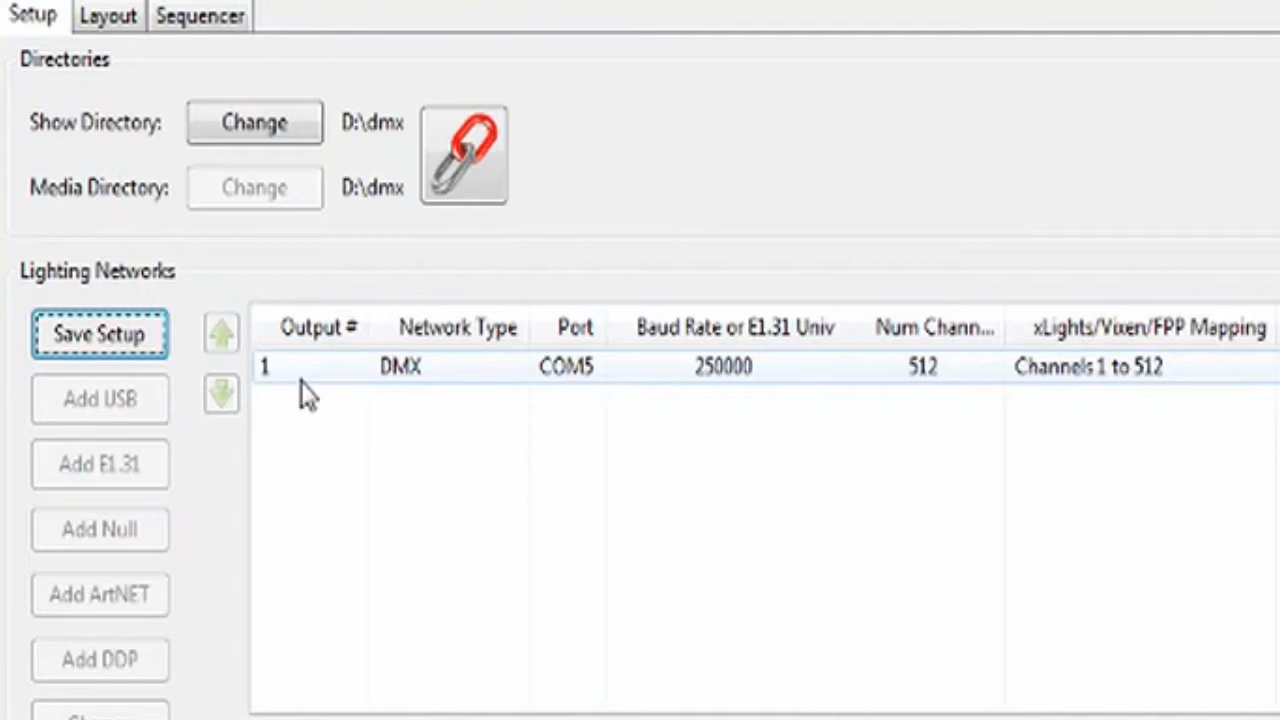 Setup Layout Sequencer
Directories
Show Directory: Change D:\dmx
Media Directory: Change D:\dmx
Lighting Networks
Save Setup
Output # Network Type Port Baud Rate or E1.31 Univ Num Chann... xLights/Vixen/FPP Mapping
1 DMX COM5 250000 512 Channels 1 to 512
Add USB
Add E1.31
Add Null
Add ArtNET
Add DDP